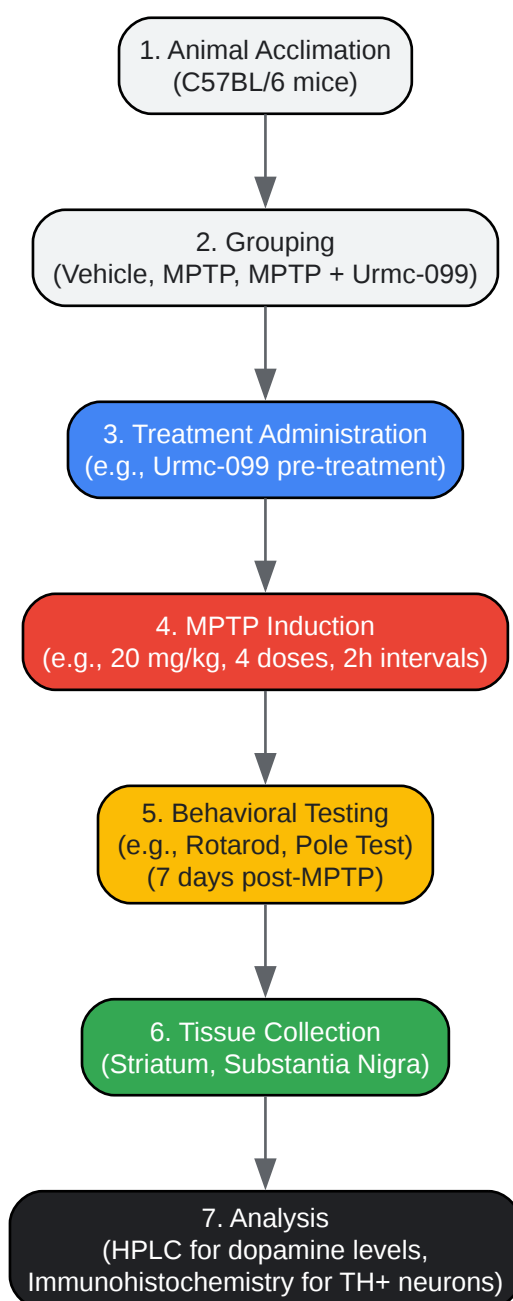 1. Animal Acclimation
(C57BL/6 mice)
2. Grouping
(Vehicle, MPTP, MPTP + Urmc-099)
3. Treatment Administration
(e.g., Urmc-099 pre-treatment)
4. MPTP Induction
(e.g., 20 mg/kg, 4 doses, 2h intervals)
5. Behavioral Testing
(e.g., Rotarod, Pole Test)
(7 days post-MPTP)
6. Tissue Collection
(Striatum, Substantia Nigra)
7. Analysis
(HPLC for dopamine levels,
Immunohistochemistry for TH+ neurons)